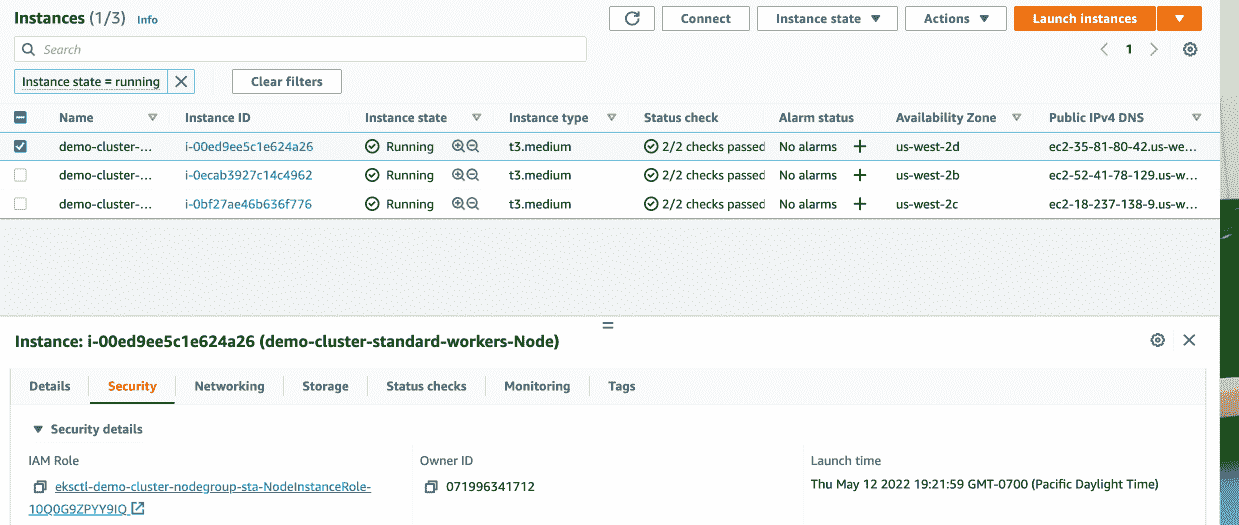 Instances (1/3) Info
Connect Instance state Actions Launch instances
Search
1
Instance state = running Clear filters
Name Instance ID Instance state Instance type Status check Alarm status Availability Zone Public IPv4 DNS
demo-cluster-... i-00ed9ee5c1e624a26 Running t3.medium 2/2 checks passed No alarms us-west-2d ec2-35-81-80-42.us-we...
demo-cluster-... i-0ecab3927c14c4962 Running t3.medium 2/2 checks passed No alarms us-west-2b ec2-52-41-78-129.us-w...
demo-cluster-... i-0bf27ae46b636f776 Running t3.medium 2/2 checks passed No alarms us-west-2c ec2-18-237-138-9.us-w...
Instance: i-00ed9ee5c1e624a26 (demo-cluster-standard-workers-Node)
Details Security Networking Storage Status checks Monitoring Tags
Security details
IAM Role Owner ID Launch time
eksctl-demo-cluster-nodegroup-sta-NodeInstanceRole- 071996341712 Thu May 12 2022 19:21:59 GMT-0700 (Pacific Daylight Time)
10Q0G9ZPYY9IQ